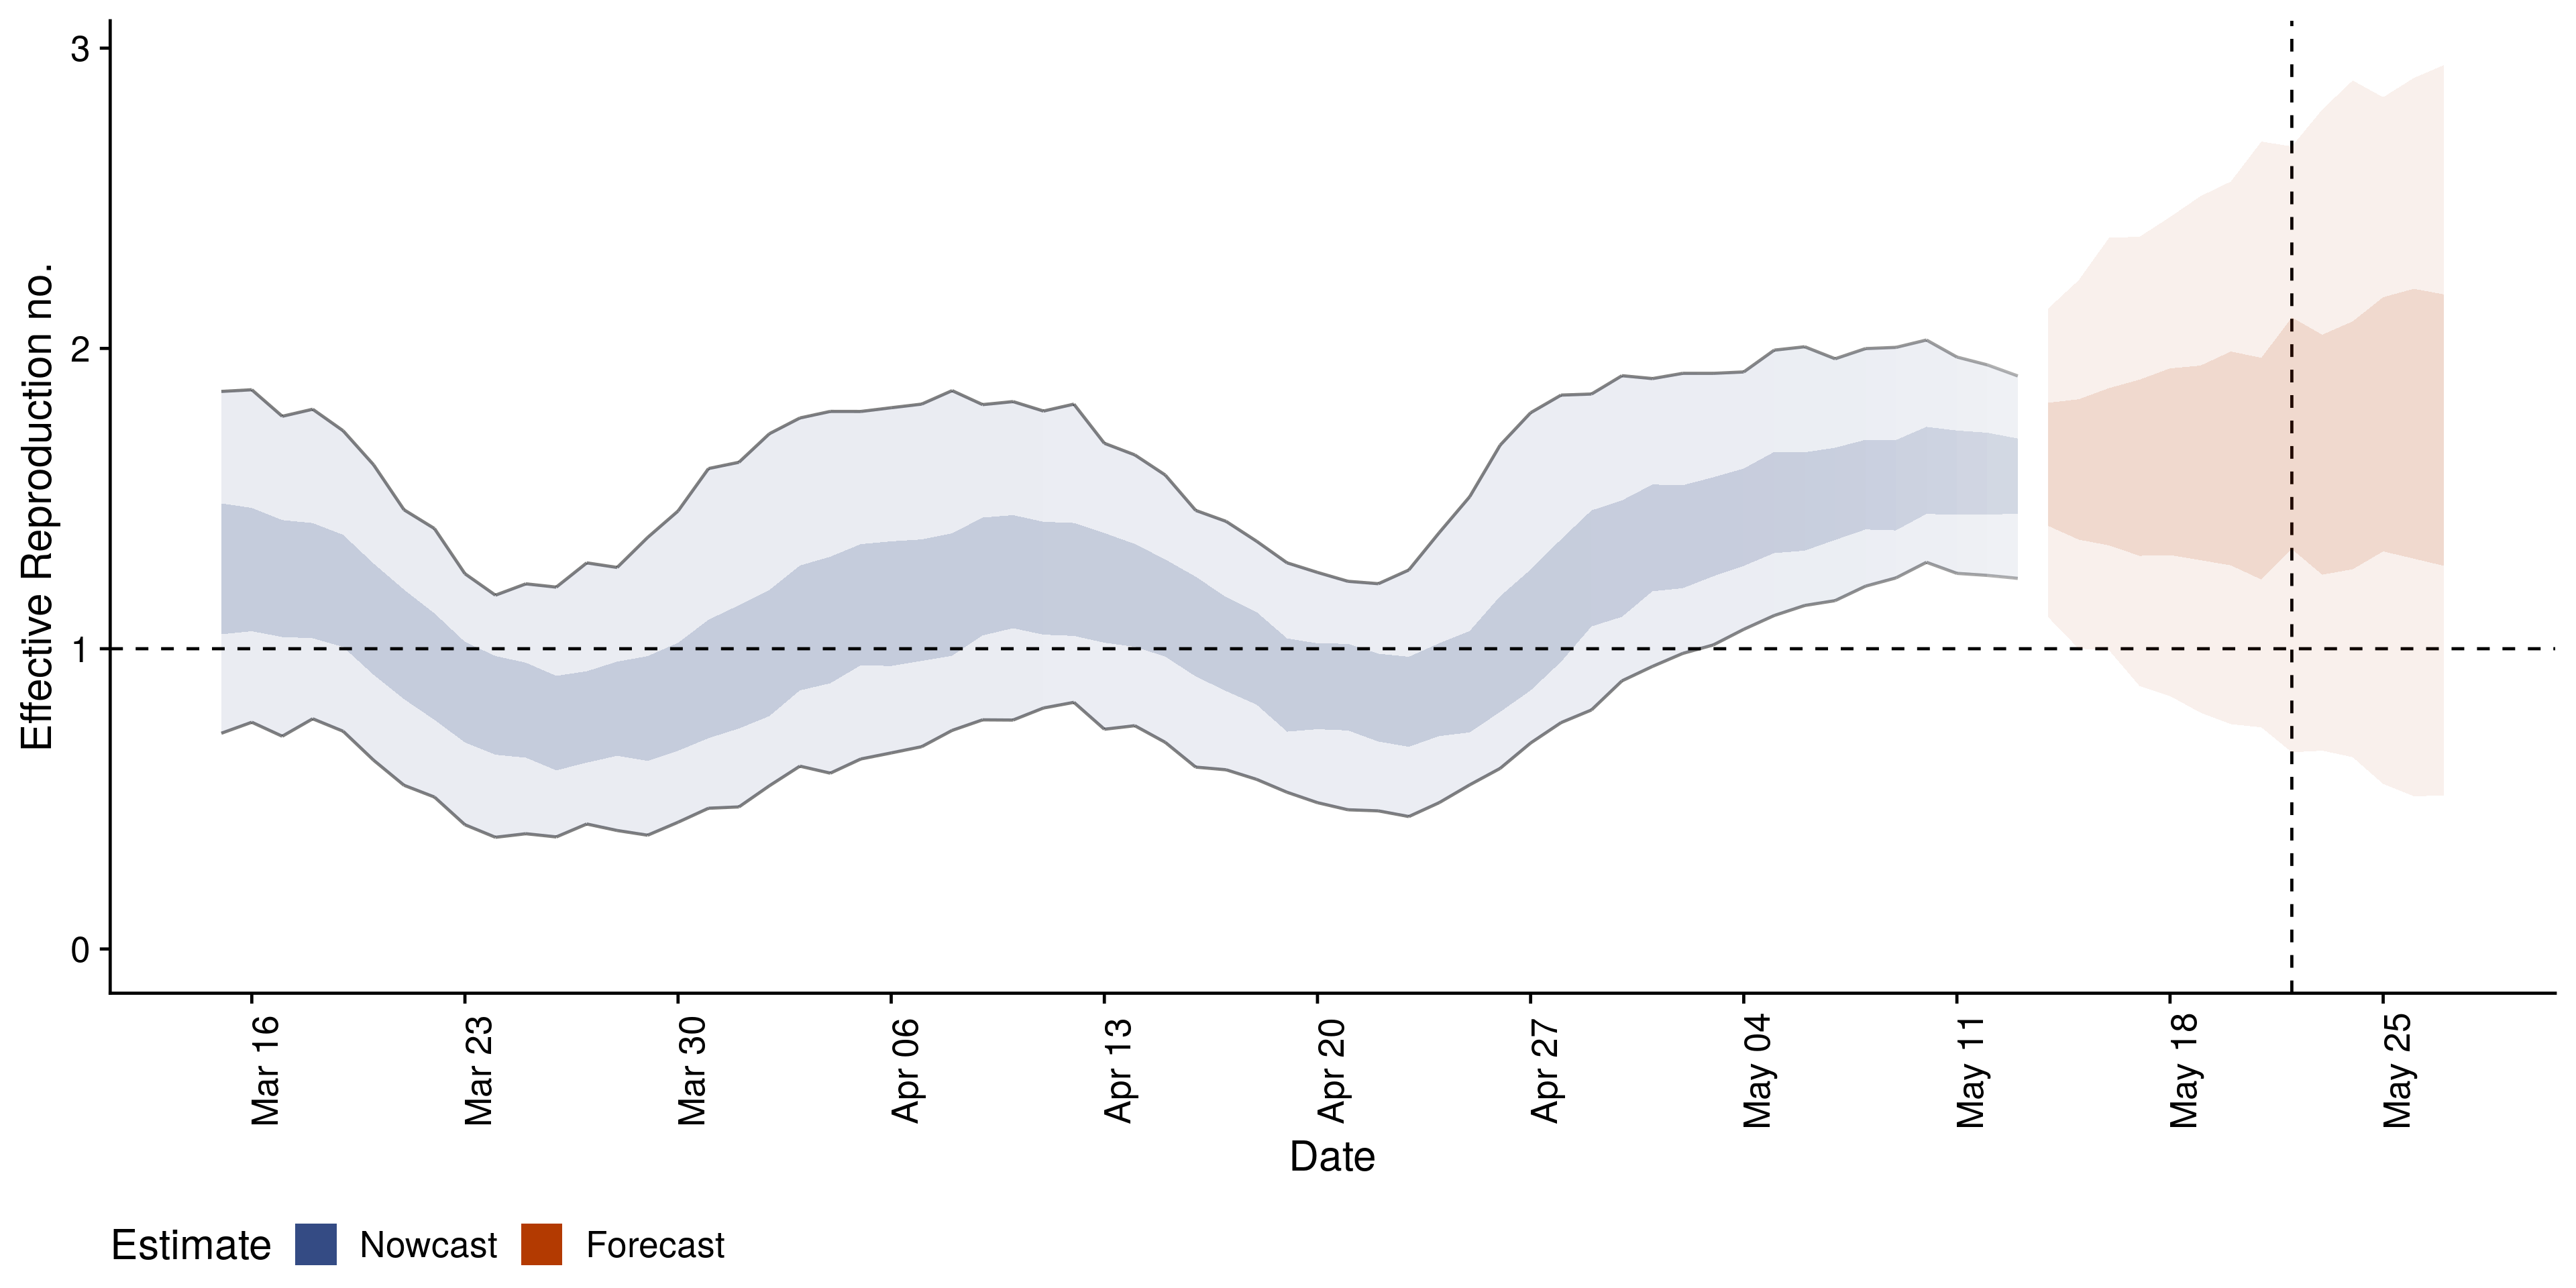 Effective Reproduction no.
3
2
1
0
Mar 16
Mar 23
Mar 30
Apr 06
Apr 13
Apr 20
Apr 27
May 04
May 11
May 18
May 25
Date
Estimate Nowcast Forecast